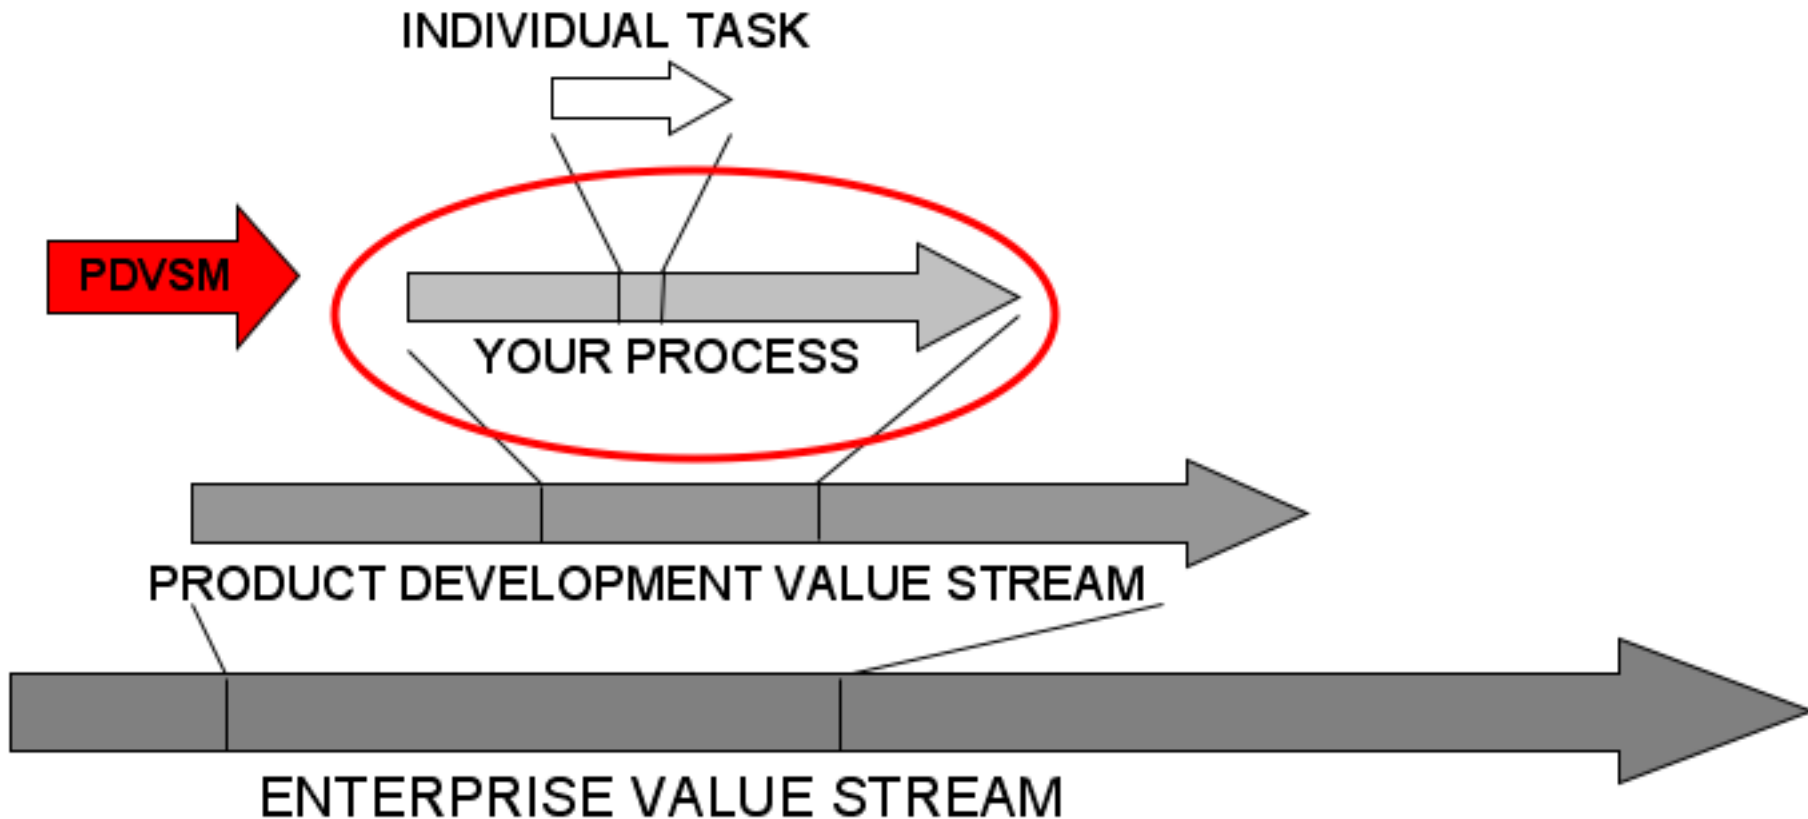 INDIVIDUAL TASK
PDVSM
YOUR PROCESS
PRODUCT DEVELOPMENT VALUE STREAM
ENTERPRISE VALUE STREAM